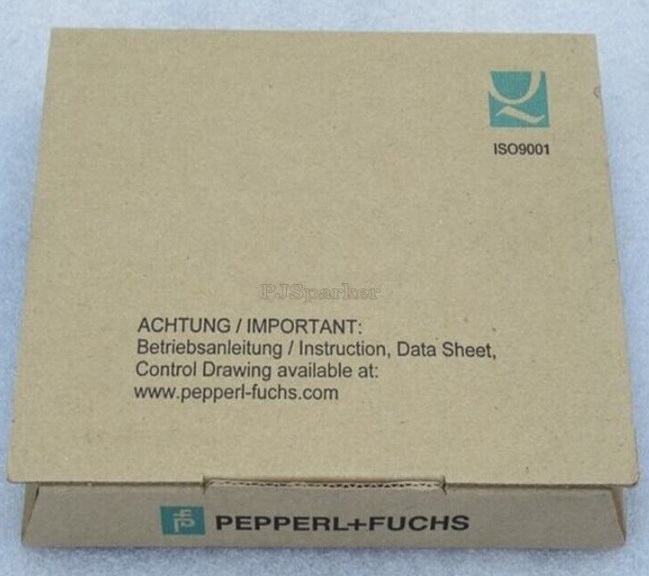 ISO9001
PJSparker
ACHTUNG / IMPORTANT:
Betriebsanleitung / Instruction, Data Sheet,
Control Drawing available at:
www.pepperl-fuchs.com
PEPPERL+FUCHS